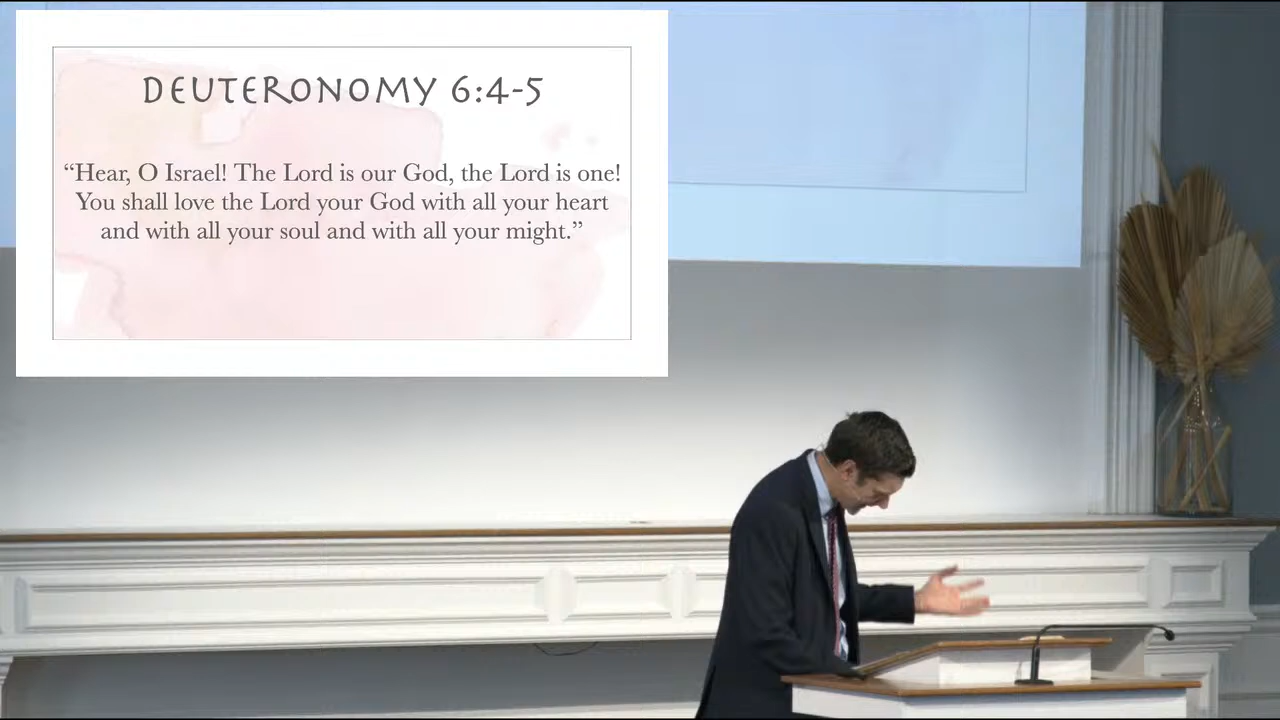 DEUTERONOMY 6:4-5
“Hear, O Israel! The Lord is our God, the Lord is one!
You shall love the Lord your God with all your heart
and with all your soul and with all your might.”